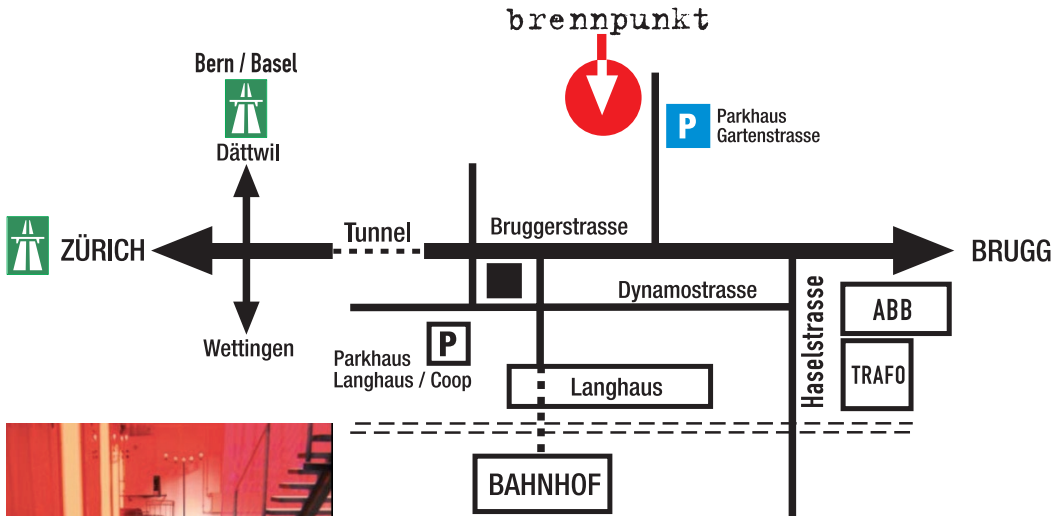 brennpunkt
Bern / Basel
Dättwil
P
Parkhaus
Gartenstrasse
Tunnel
Bruggerstrasse
ZÜRICH
BRUGG
Dynamostrasse
Haselstrasse
ABB
Wettingen
Parkhaus
Langhaus / Coop
P
Langhaus
TRAFO
BAHNHOF